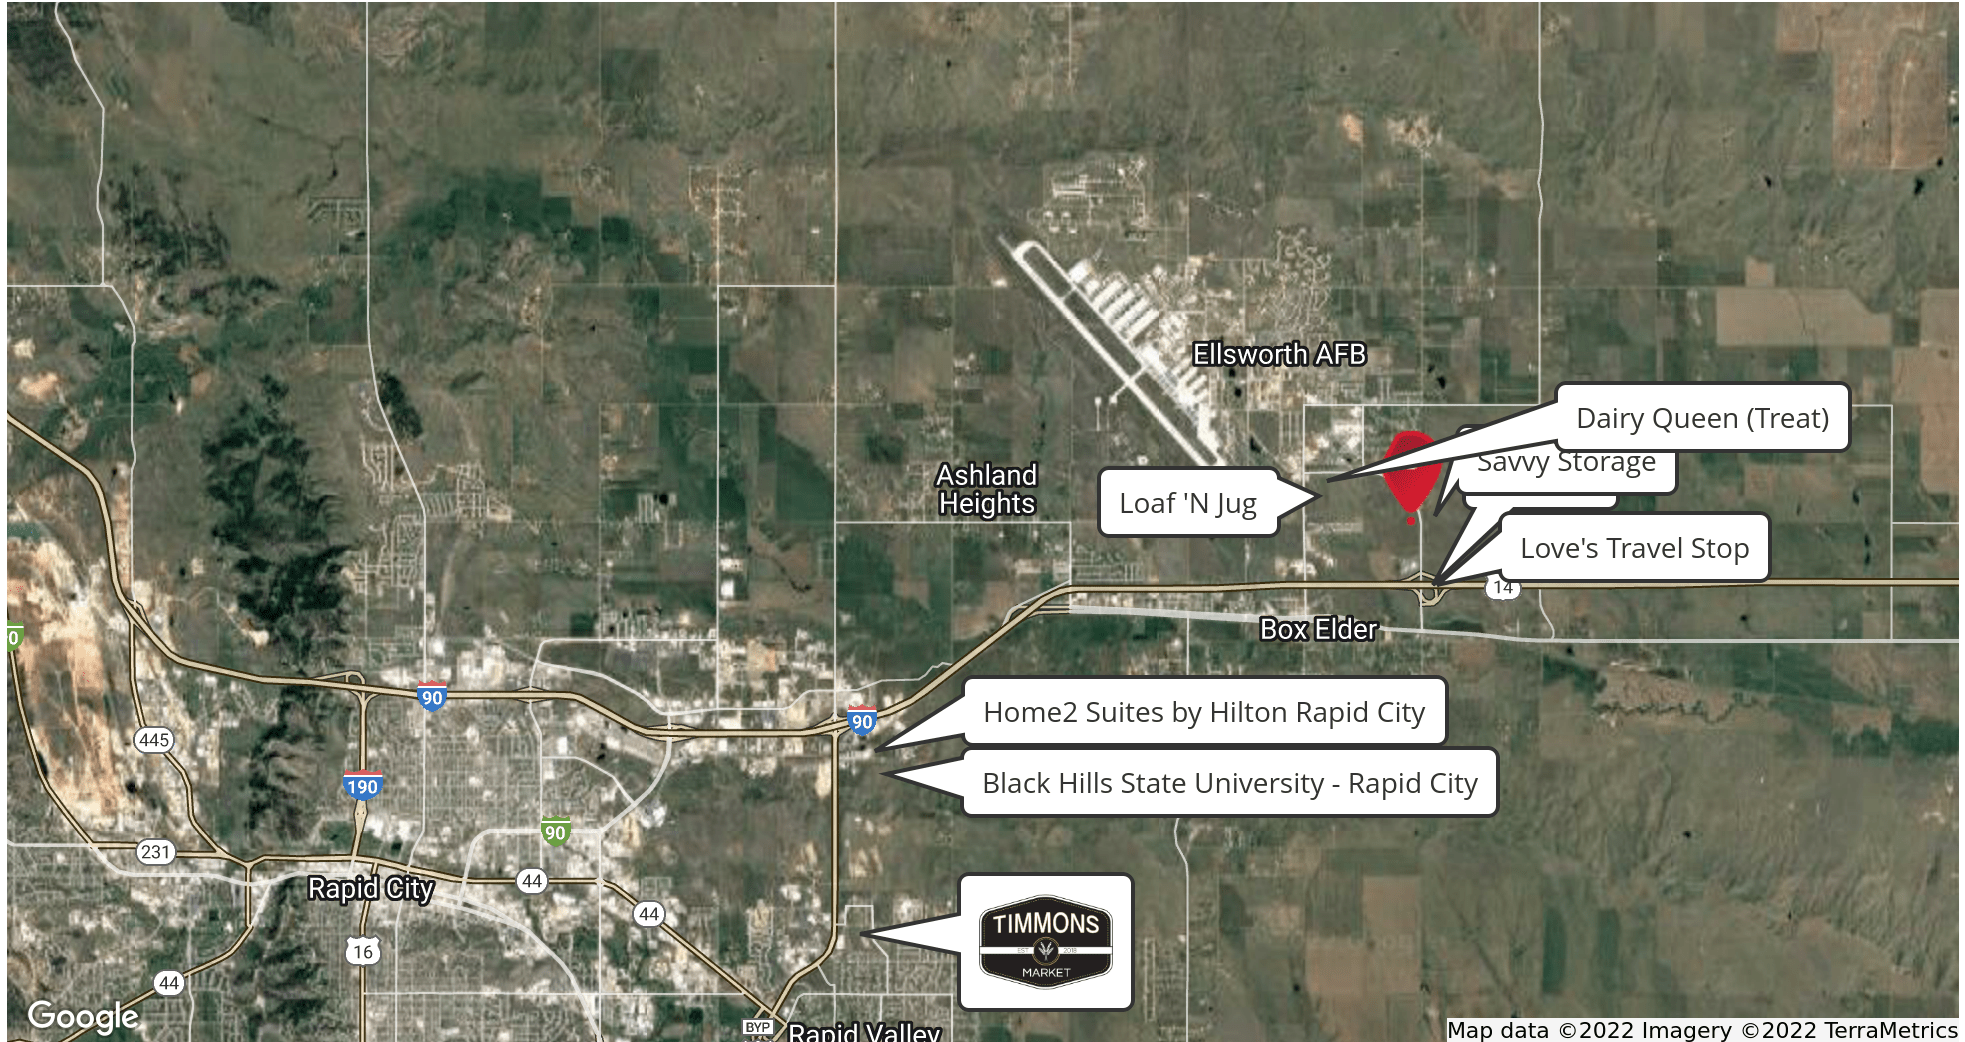 Ellsworth AFB
Dairy Queen (Treat)
Savvy Storage
Ashland
Heights
Loaf 'N Jug
Love's Travel Stop
14
Box Elder
0
90
90
Home2 Suites by Hilton Rapid City
445
Black Hills State University - Rapid City
190
90
231
44
Rapid City
44
TIMMONS
EST 2018
MARKET
16
44
Google
BYP
Rapid Valley
Map data ©2022 Imagery ©2022 TerraMetrics